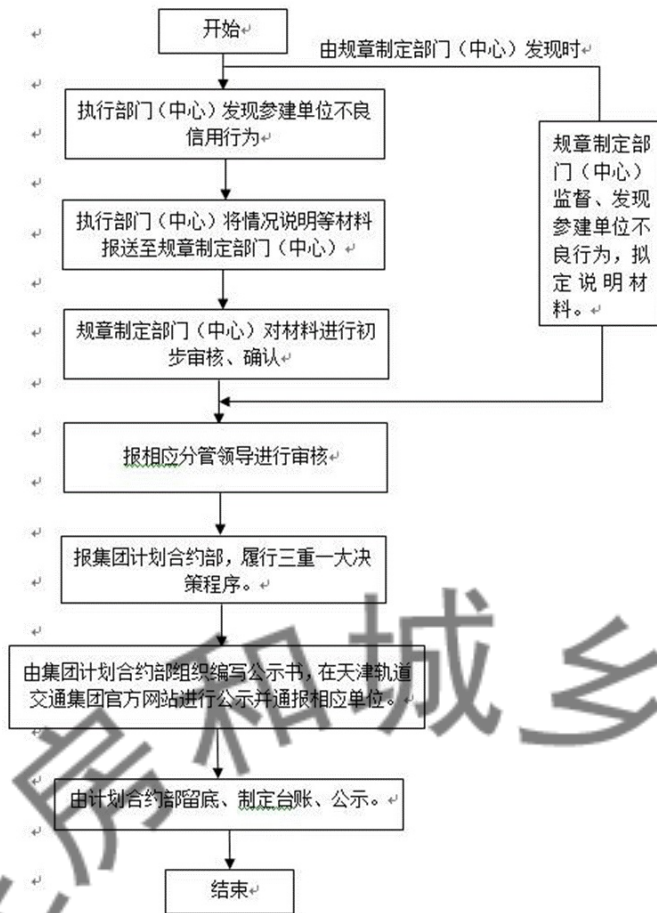 开始
由规章制定部门（中心）发现时
执行部门（中心）发现参建单位不良
信用行为
规章制定部
门（中心）
监督、发现
参建单位不
良行为，拟
定说明材
料。
执行部门（中心）将情况说明等材料
报送至规章制定部门（中心）
规章制定部门（中心）对材料进行初
步审核、确认
报相应分管领导进行审核
报集团计划合约部，履行三重一大决
策程序。
由集团计划合约部组织编写公示书，在天津轨道
交通集团官方网站进行公示并通报相应单位。
由计划合约部留底、制定台账、公示。
结束
房和城乡